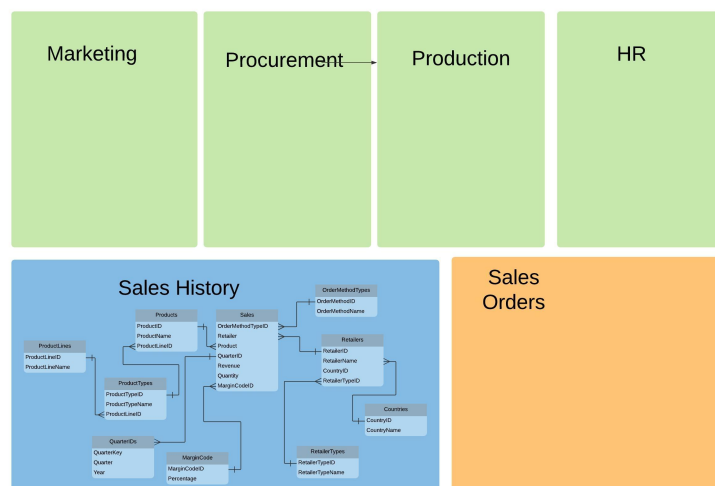 Marketing
Procurement
Production
HR
Sales History
Sales
Orders
OrderMethodTypes
OrderMethodID
OrderMethodName
Products
ProductID
ProductName
ProductLineID
Sales
OrderMethodTypeID
Retailer
Product
QuarterID
Revenue
Quantity
MarginCodeID
Retailers
RetailerID
RetailerName
CountryID
RetailerTypeID
ProductLines
ProductLineID
ProductLineName
ProductTypes
ProductTypeID
ProductTypeName
ProductLineID
Countries
CountryID
CountryName
QuarterIDs
QuarterKey
Quarter
Year
MarginCode
MarginCodeID
Percentage
RetailerTypes
RetailerTypeID
RetailerTypeName